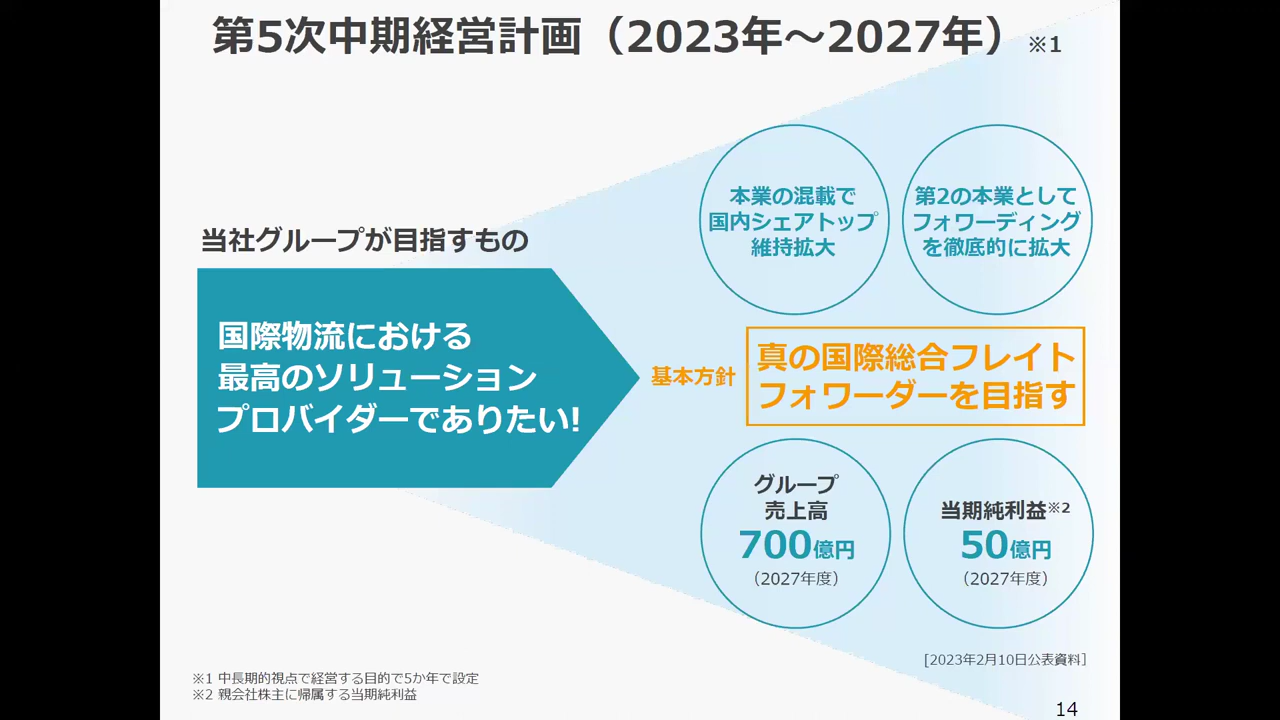 第5次中期経営計画（2023年～2027年）※1
当社グループが目指すもの
国際物流における
最高のソリューション
プロバイダーでありたい!
本業の混載で
国内シェアトップ
維持拡大
第2の本業として
フォワーディング
を徹底的に拡大
基本方針
真の国際総合フレイト
フォワーダーを目指す
グループ
売上高
700億円
（2027年度）
当期純利益※2
50億円
（2027年度）
[2023年2月10日公表資料]
※1 中長期的視点で経営する目的で5か年で設定
※2 親会社株主に帰属する当期純利益
14